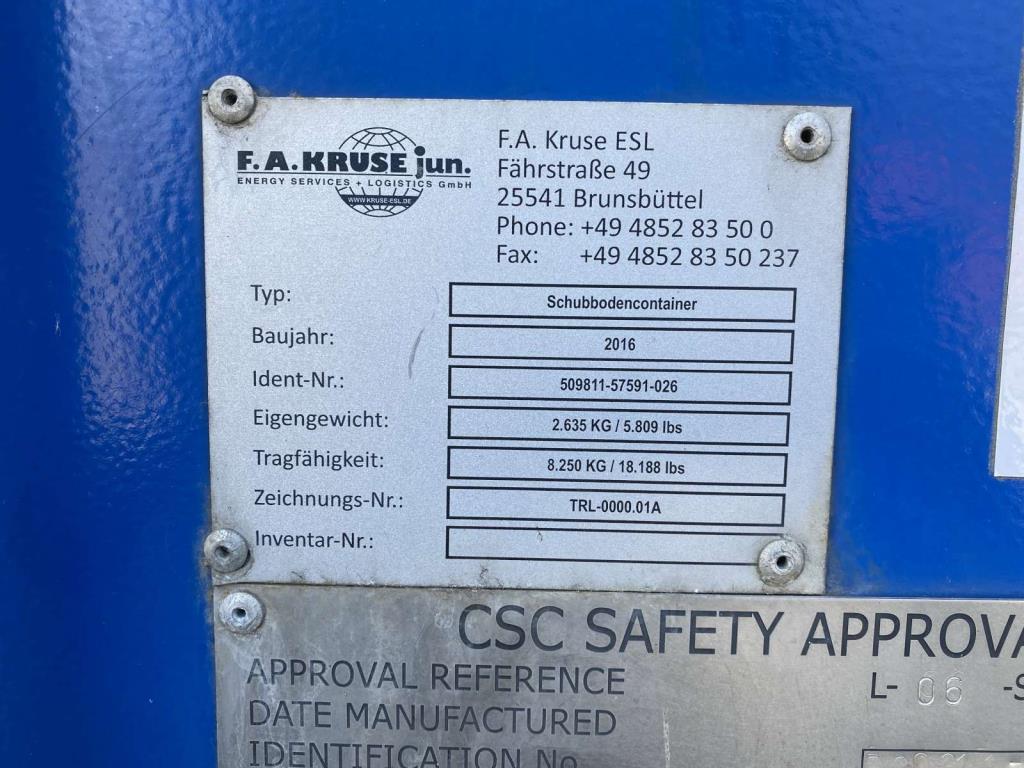 F.A.KRUSE jun.
ENERGY SERVICES + LOGISTICS GmbH
WWW.KRUSE-ESL.DE
F.A. Kruse ESL
Fährstraße 49
25541 Brunsbüttel
Phone: +49 4852 83 50 0
Fax: +49 4852 83 50 237
Typ: Schubbodencontainer
Baujahr: 2016
Ident-Nr.: 509811-57591-026
Eigengewicht: 2.635 KG / 5.809 lbs
Tragfähigkeit: 8.250 KG / 18.188 lbs
Zeichnungs-Nr.: TRL-0000.01A
Inventar-Nr.:
CSC SAFETY APPROVA
APPROVAL REFERENCE L- 06 -S
DATE MANUFACTURED
IDENTIFICATION No